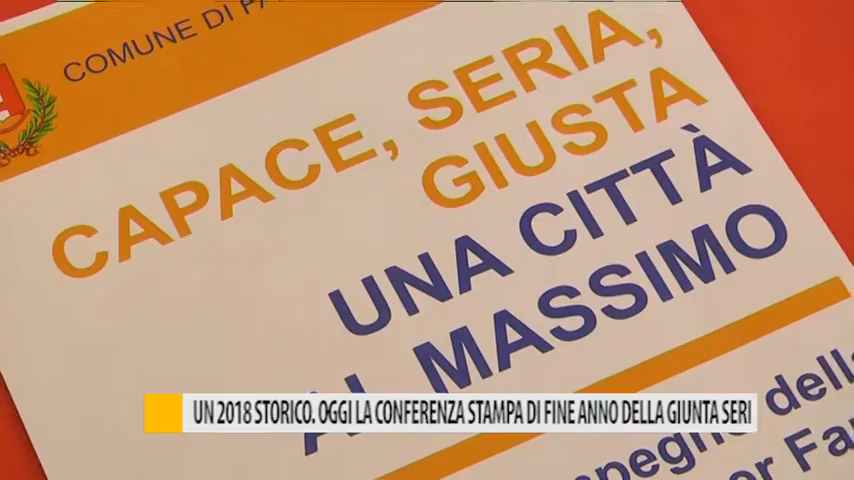 COMUNE DI
CAPACE, SERIA,
GIUSTA
UNA CITTÀ
AL MASSIMO
UN 2018 STORICO. OGGI LA CONFERENZA STAMPA DI FINE ANNO DELLA GIUNTA SERI